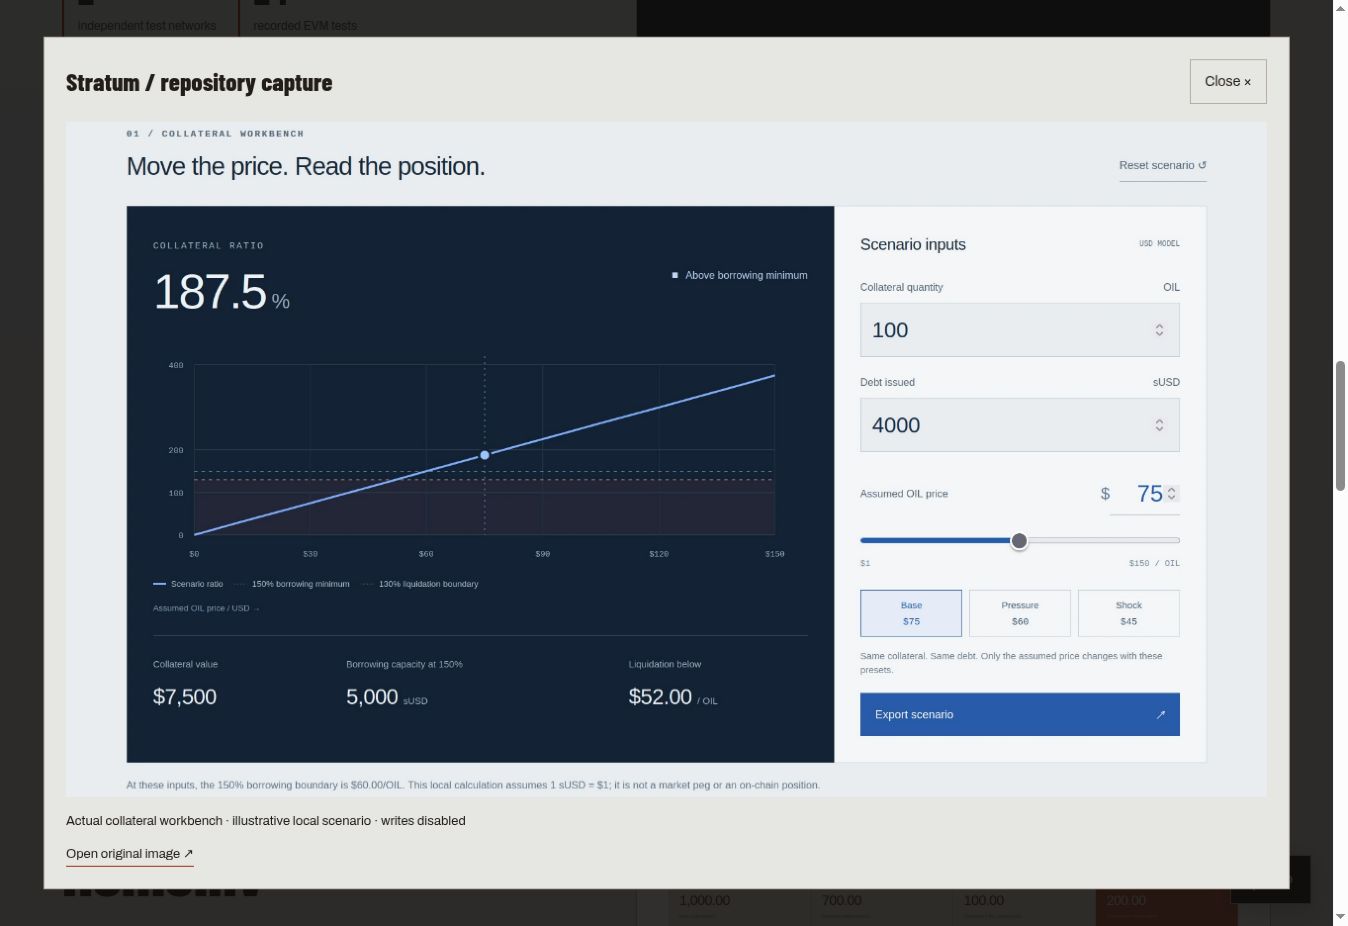 independent test networks
recorded EVM tests
Stratum / repository capture
Close ×
01 / COLLATERAL WORKBENCH
Move the price. Read the position.
Reset scenario ↺
COLLATERAL RATIO
187.5 %
Above borrowing minimum
400
200
100
0
$0 $30 $60 $90 $120 $150
Scenario ratio 150% borrowing minimum 130% liquidation boundary
Assumed OIL price / USD →
Collateral value Borrowing capacity at 150% Liquidation below
$7,500 5,000 sUSD $52.00 / OIL
Scenario inputs USD MODEL
Collateral quantity OIL
100
Debt issued sUSD
4000
Assumed OIL price $ 75
$1 $150 / OIL
Base Pressure Shock
$75 $60 $45
Same collateral. Same debt. Only the assumed price changes with these
presets.
Export scenario ↗
At these inputs, the 150% borrowing boundary is $60.00/OIL. This local calculation assumes 1 sUSD = $1; it is not a market peg or an on-chain position.
Actual collateral workbench · illustrative local scenario · writes disabled
Open original image ↗
1,000.00 700.00 100.00 200.00